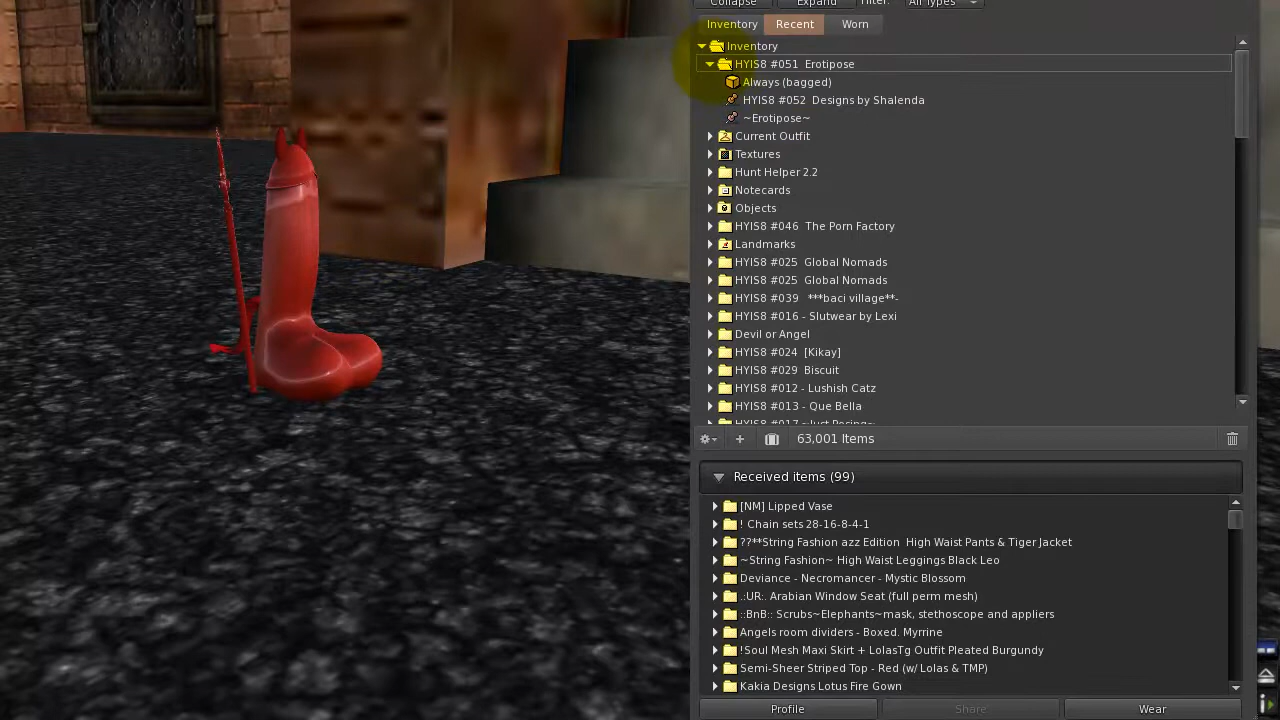 Collapse Expand Filter: All Types
Inventory Recent Worn
Inventory
HYIS8 #051 Erotipose
Always (bagged)
HYIS8 #052 Designs by Shalenda
~Erotipose~
Current Outfit
Textures
Hunt Helper 2.2
Notecards
Objects
HYIS8 #046 The Porn Factory
Landmarks
HYIS8 #025 Global Nomads
HYIS8 #025 Global Nomads
HYIS8 #039 ***baci village**-
HYIS8 #016 - Slutwear by Lexi
Devil or Angel
HYIS8 #024 [Kikay]
HYIS8 #029 Biscuit
HYIS8 #012 - Lushish Catz
HYIS8 #013 - Que Bella
HYIS8 #017 ~Just Posing~
63,001 Items
Received items (99)
[NM] Lipped Vase
! Chain sets 28-16-8-4-1
??**String Fashion azz Edition High Waist Pants & Tiger Jacket
~String Fashion~ High Waist Leggings Black Leo
Deviance - Necromancer - Mystic Blossom
.:UR:. Arabian Window Seat (full perm mesh)
::BnB:: Scrubs~Elephants~mask, stethoscope and appliers
Angels room dividers - Boxed. Myrrine
!Soul Mesh Maxi Skirt + LolasTg Outfit Pleated Burgundy
Semi-Sheer Striped Top - Red (w/ Lolas & TMP)
Kakia Designs Lotus Fire Gown
Profile Share Wear